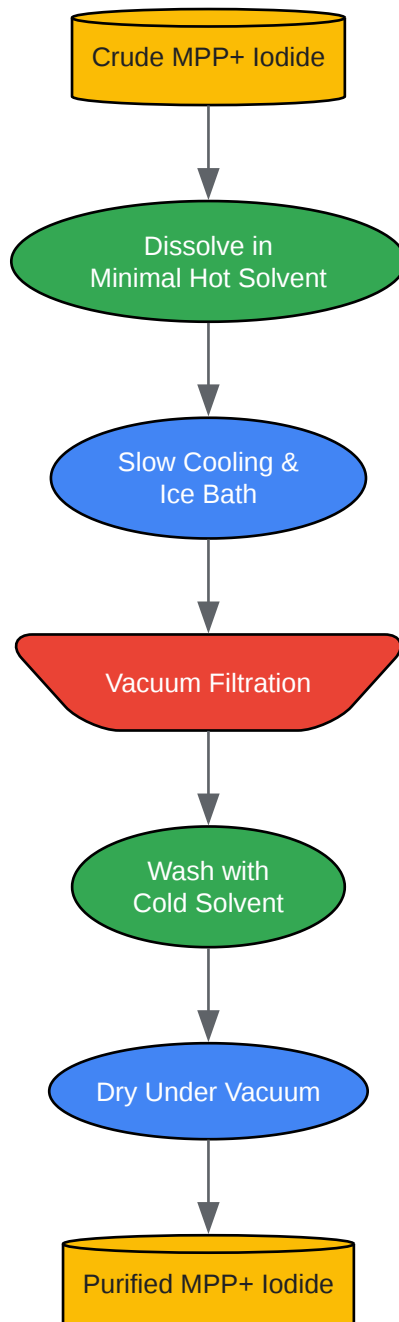 Crude MPP+ Iodide
Dissolve in
Minimal Hot Solvent
Slow Cooling &
Ice Bath
Vacuum Filtration
Wash with
Cold Solvent
Dry Under Vacuum
Purified MPP+ Iodide